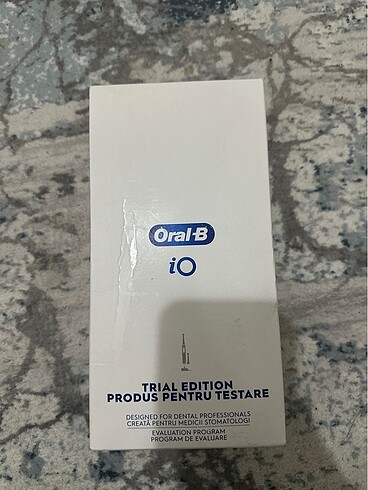 Oral-B
iO
TRIAL EDITION
PRODUS PENTRU TESTARE
DESIGNED FOR DENTAL PROFESSIONALS
CREATĂ PENTRU MEDICII STOMATOLOGI
EVALUATION PROGRAM
PROGRAM DE EVALUARE